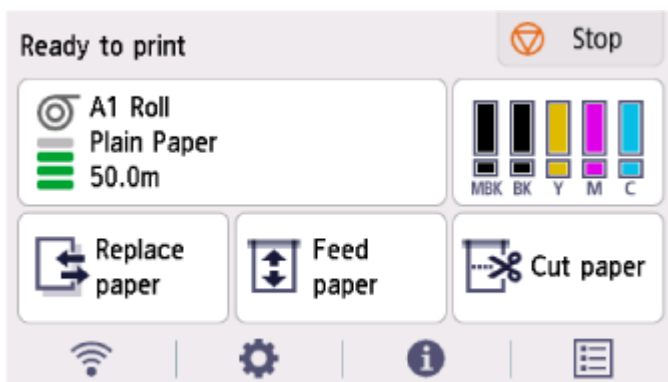 Ready to print
Stop
A1 Roll
Plain Paper
50.0m
MBK BK Y M C
Replace
paper
Feed
paper
Cut paper